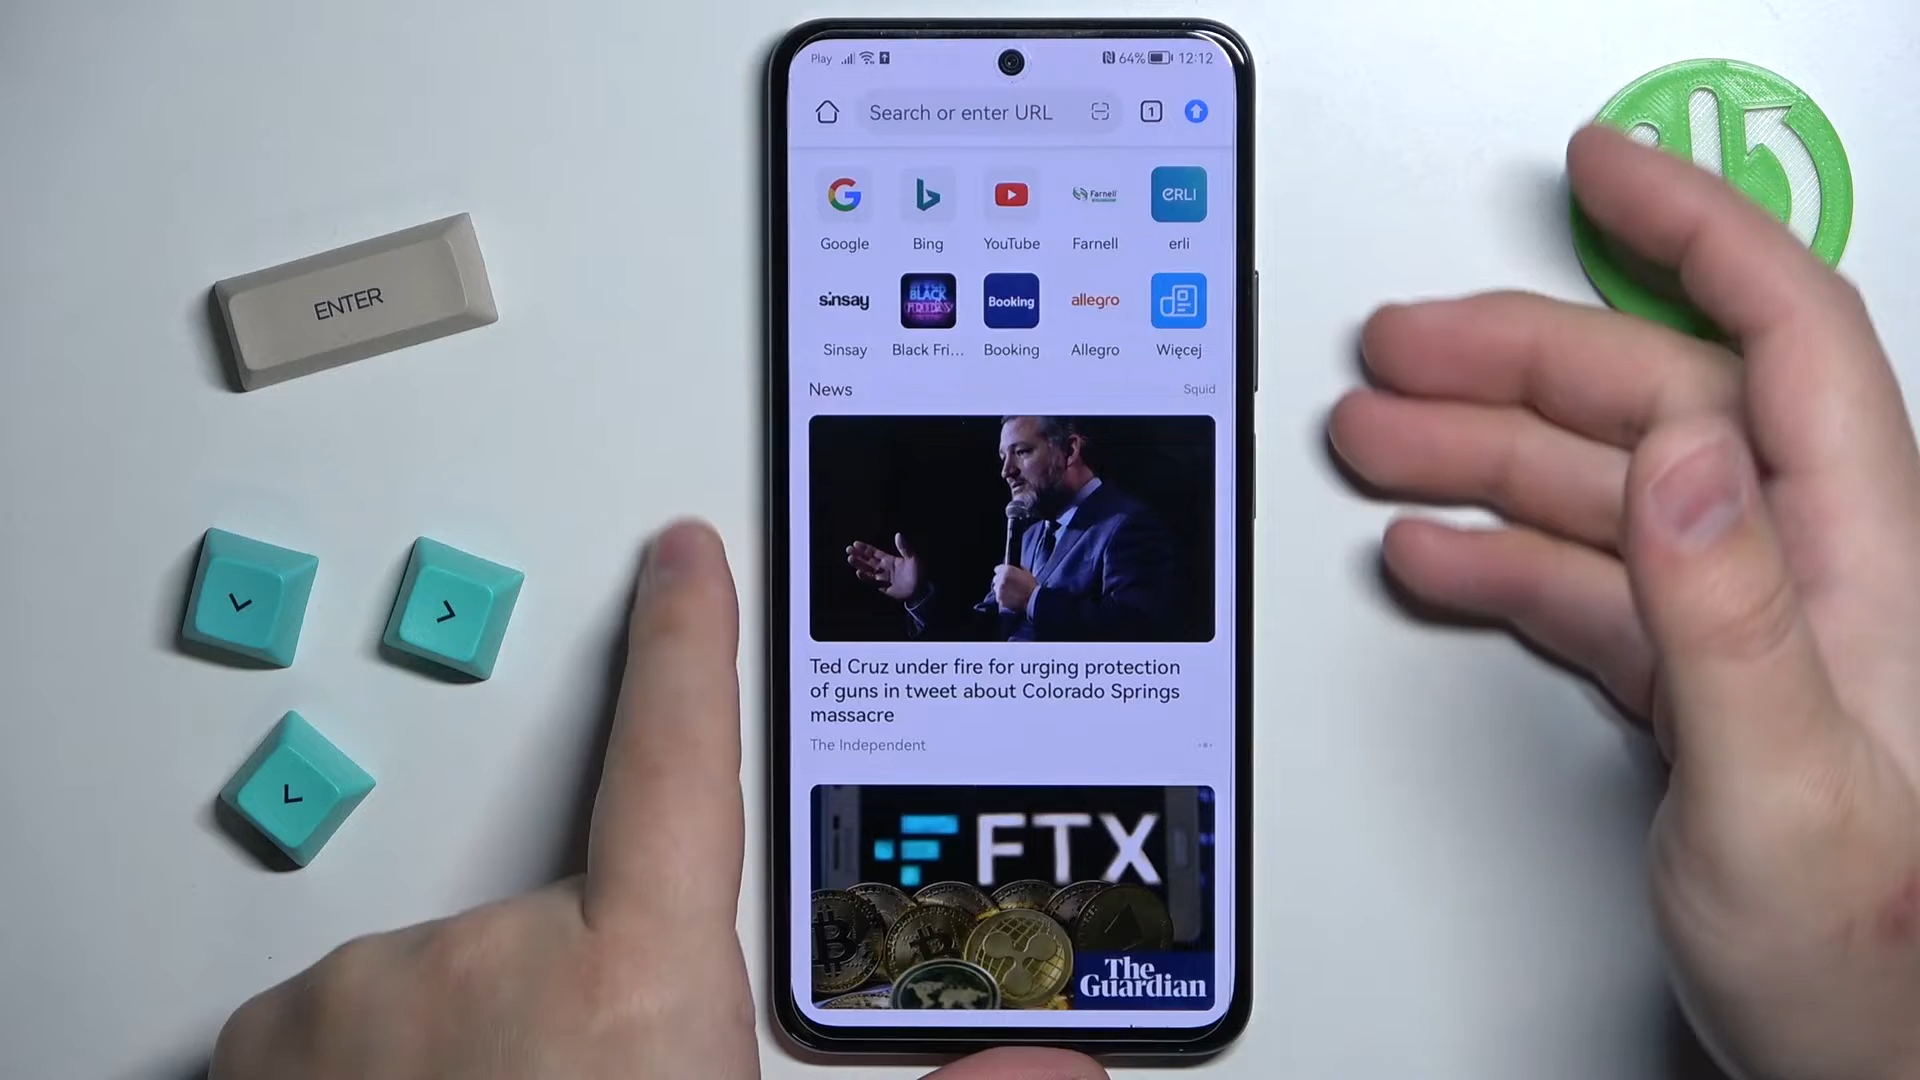 Play
64%
12:12
Search or enter URL
1
ERLI
Google
Bing
YouTube
Farnell
erli
sinsay
BLACK
Booking
allegro
Sinsay
Black Fri...
Booking
Allegro
Więcej
News
Squid
Ted Cruz under fire for urging protection
of guns in tweet about Colorado Springs
massacre
The Independent
FTX
The
Guardian
ENTER